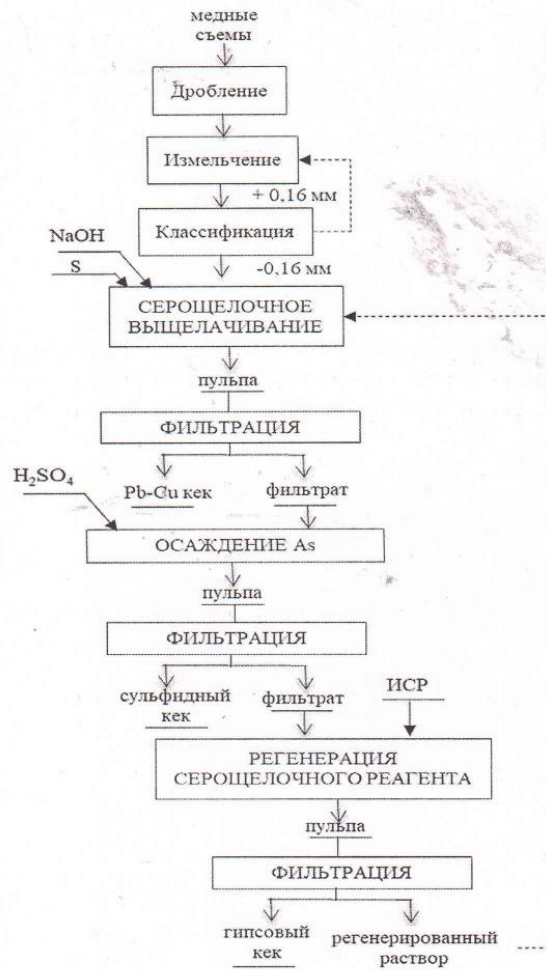 медные
съемы
Дробление
Измельчение
+ 0,16 мм
Классификация
NaOH
S
-0,16 мм
СЕРОЩЕЛОЧНОЕ
ВЫЩЕЛАЧИВАНИЕ
пульпа
ФИЛЬТРАЦИЯ
H₂SO₄
Pb-Cu кек фильтрат
ОСАЖДЕНИЕ As
пульпа
ФИЛЬТРАЦИЯ
сульфидный
кек
фильтрат
ИСР
РЕГЕНЕРАЦИЯ
СЕРОЩЕЛОЧНОГО РЕАГЕНТА
пульпа
ФИЛЬТРАЦИЯ
гипсовый
кек
регенерированный
раствор